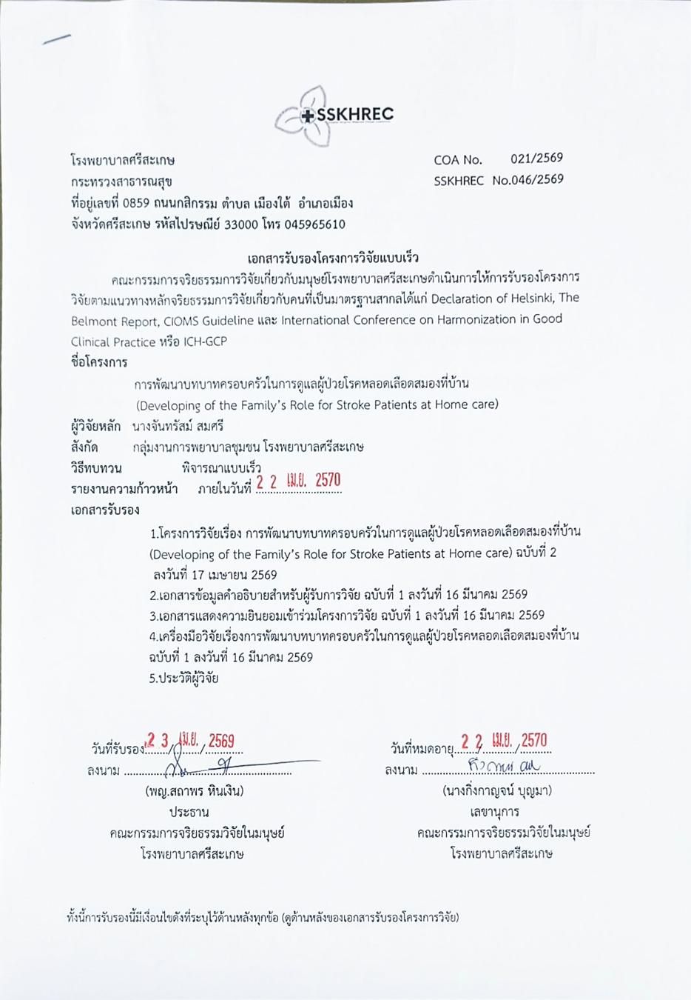 SSKHREC
โรงพยาบาลศรีสะเกษ
COA No. 021/2569
กระทรวงสาธารณสุข
SSKHREC No.046/2569
ที่อยู่เลขที่ 0859 ถนนกสิกรรม ตำบล เมืองใต้ อำเภอเมือง
จังหวัดศรีสะเกษ รหัสไปรษณีย์ 33000 โทร 045965610
เอกสารรับรองโครงการวิจัยแบบเร็ว
คณะกรรมการจริยธรรมการวิจัยเกี่ยวกับมนุษย์โรงพยาบาลศรีสะเกษดำเนินการให้การรับรองโครงการ
วิจัยตามแนวทางหลักจริยธรรมการวิจัยเกี่ยวกับคนที่เป็นมาตรฐานสากลได้แก่ Declaration of Helsinki, The
Belmont Report, CIOMS Guideline และ International Conference on Harmonization in Good
Clinical Practice หรือ ICH-GCP
ชื่อโครงการ
การพัฒนาบทบาทครอบครัวในการดูแลผู้ป่วยโรคหลอดเลือดสมองที่บ้าน
(Developing of the Family's Role for Stroke Patients at Home care)
ผู้วิจัยหลัก นางจันทรัสม์ สมศรี
สังกัด กลุ่มงานการพยาบาลชุมชน โรงพยาบาลศรีสะเกษ
วิธีทบทวน พิจารณาแบบเร็ว
รายงานความก้าวหน้า ภายในวันที่ 22 เม.ย. 2570
เอกสารรับรอง
1.โครงการวิจัยเรื่อง การพัฒนาบทบาทครอบครัวในการดูแลผู้ป่วยโรคหลอดเลือดสมองที่บ้าน
(Developing of the Family's Role for Stroke Patients at Home care) ฉบับที่ 2
ลงวันที่ 17 เมษายน 2569
2.เอกสารข้อมูลคำอธิบายสำหรับผู้รับการวิจัย ฉบับที่ 1 ลงวันที่ 16 มีนาคม 2569
3.เอกสารแสดงความยินยอมเข้าร่วมโครงการวิจัย ฉบับที่ 1 ลงวันที่ 16 มีนาคม 2569
4.เครื่องมือวิจัยเรื่องการพัฒนาบทบาทครอบครัวในการดูแลผู้ป่วยโรคหลอดเลือดสมองที่บ้าน
ฉบับที่ 1 ลงวันที่ 16 มีนาคม 2569
5.ประวัติผู้วิจัย
วันที่รับรอง 23 / เม.ย. / 2569
วันที่หมดอายุ 22 / เม.ย. / 2570
ลงนาม
ลงนาม
(พญ.สถาพร หินเงิน)
(นางกิ่งกาญจน์ บุญมา)
ประธาน
เลขานุการ
คณะกรรมการจริยธรรมวิจัยในมนุษย์
คณะกรรมการจริยธรรมวิจัยในมนุษย์
โรงพยาบาลศรีสะเกษ
โรงพยาบาลศรีสะเกษ
ทั้งนี้การรับรองนี้มีเงื่อนไขดังที่ระบุไว้ด้านหลังทุกข้อ (ดูด้านหลังของเอกสารรับรองโครงการวิจัย)